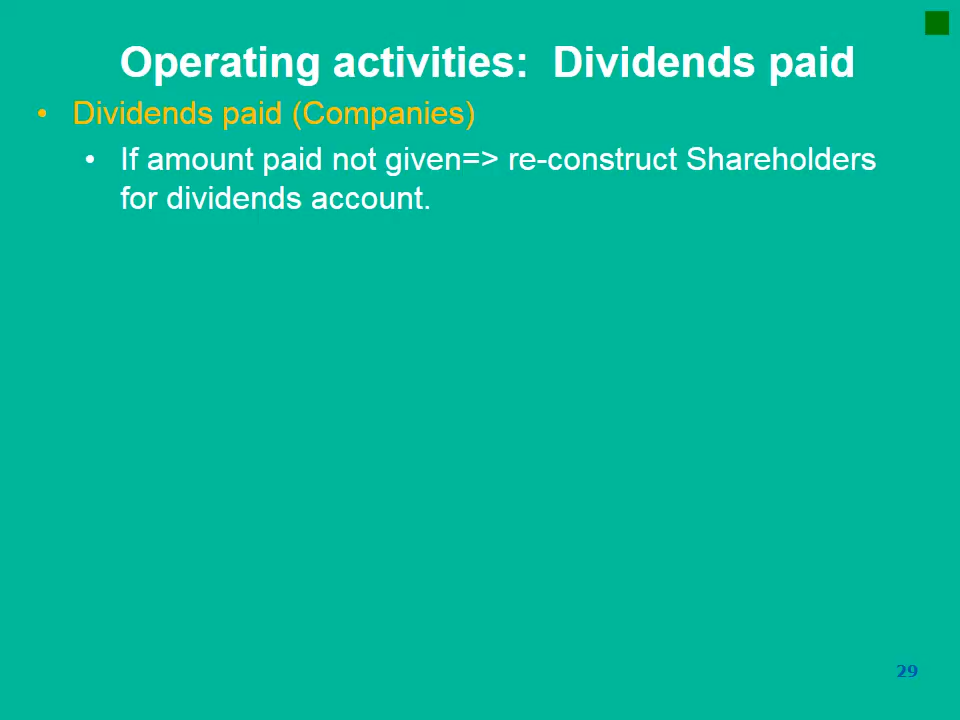 Operating activities:  Dividends paid
• Dividends paid (Companies)
• If amount paid not given=> re-construct Shareholders
for dividends account.
29